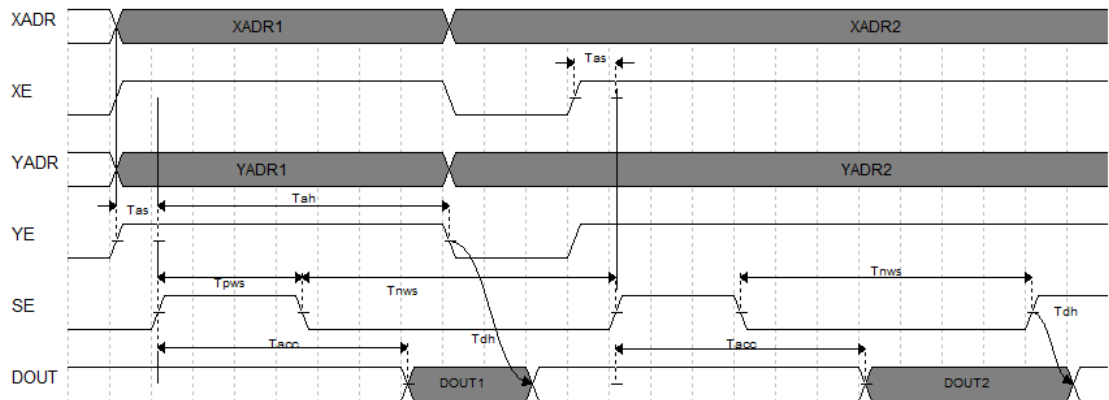 XADR XADR1 XADR2
Tas
XE
YADR YADR1 YADR2
Tas Tah
YE
Tpws Tnws Tnws
SE
Tdh Tdh
Tacc Tacc
DOUT DOUT1 DOUT2